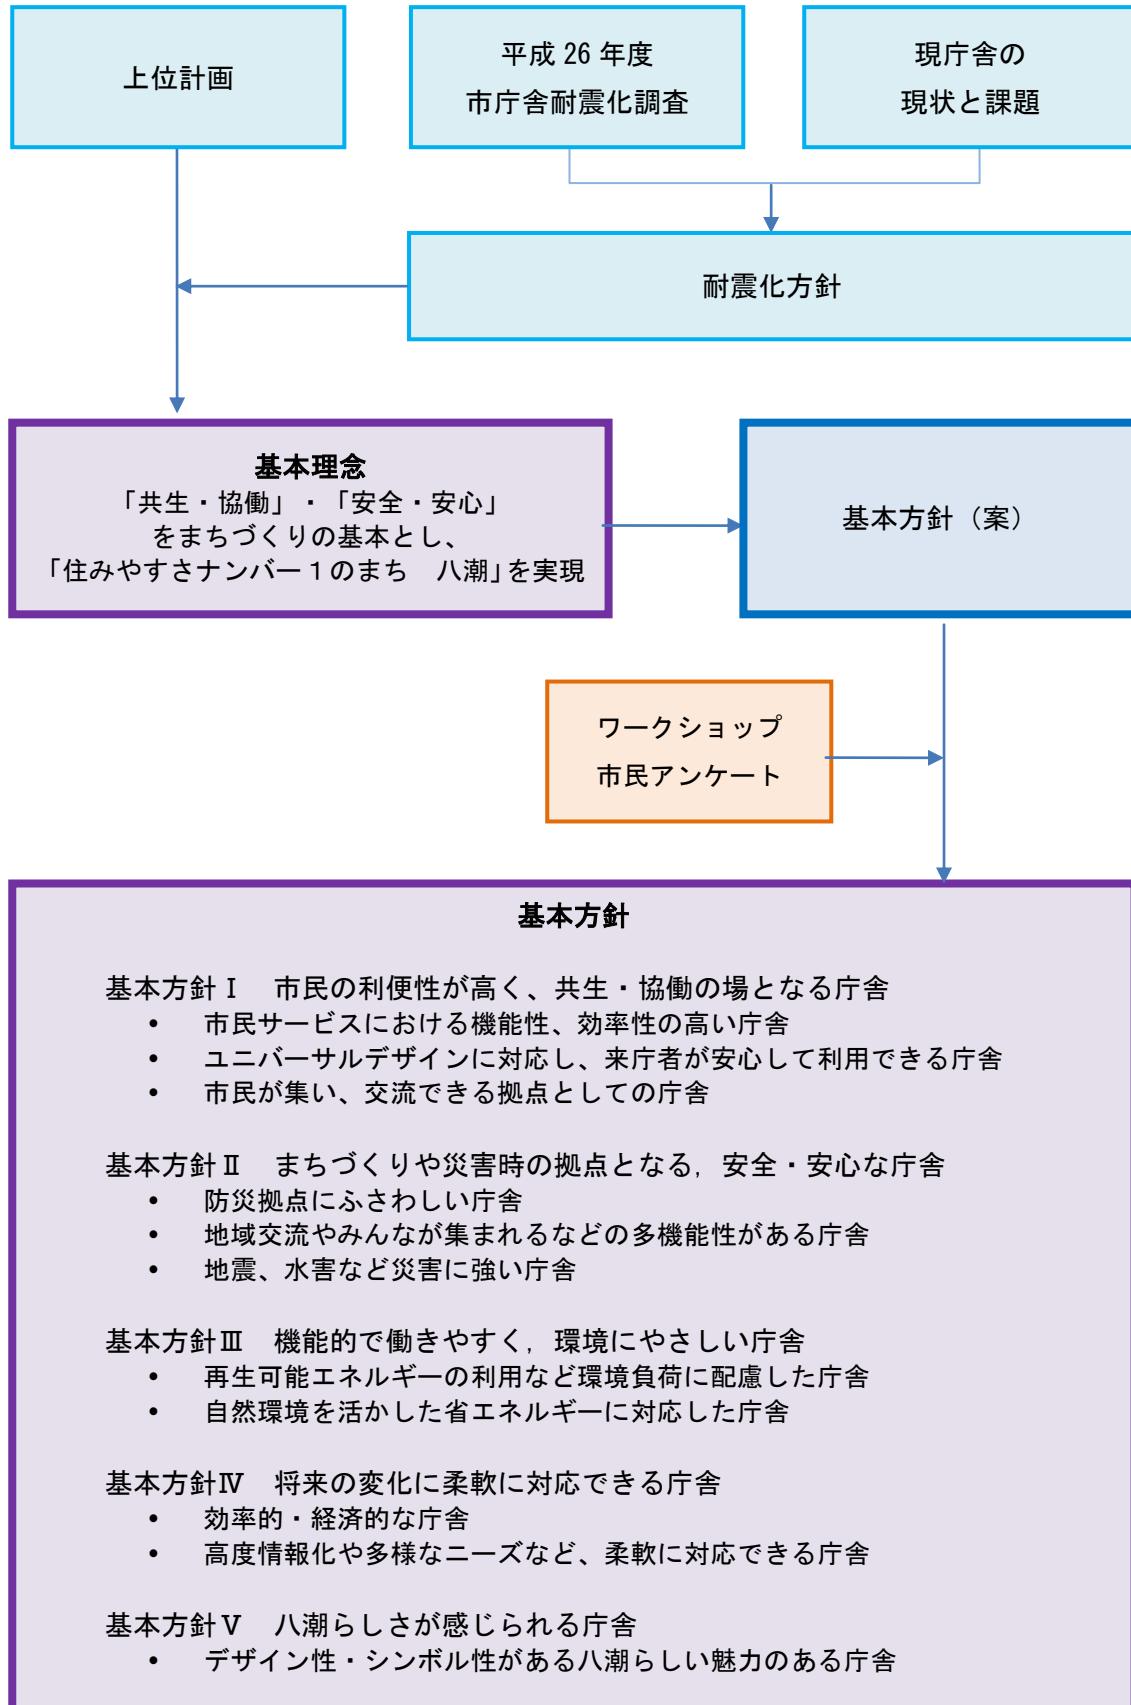 上位計画
平成 26 年度
市庁舎耐震化調査
現庁舎の
現状と課題
耐震化方針
基本理念
「共生・協働」・「安全・安心」
をまちづくりの基本とし、
「住みやすさナンバー１のまち　八潮」を実現
基本方針（案）
ワークショップ
市民アンケート
基本方針
基本方針Ⅰ　市民の利便性が高く、共生・協働の場となる庁舎
•　市民サービスにおける機能性、効率性の高い庁舎
•　ユニバーサルデザインに対応し、来庁者が安心して利用できる庁舎
•　市民が集い、交流できる拠点としての庁舎
基本方針Ⅱ　まちづくりや災害時の拠点となる，安全・安心な庁舎
•　防災拠点にふさわしい庁舎
•　地域交流やみんなが集まれるなどの多機能性がある庁舎
•　地震、水害など災害に強い庁舎
基本方針Ⅲ　機能的で働きやすく，環境にやさしい庁舎
•　再生可能エネルギーの利用など環境負荷に配慮した庁舎
•　自然環境を活かした省エネルギーに対応した庁舎
基本方針Ⅳ　将来の変化に柔軟に対応できる庁舎
•　効率的・経済的な庁舎
•　高度情報化や多様なニーズなど、柔軟に対応できる庁舎
基本方針Ⅴ　八潮らしさが感じられる庁舎
•　デザイン性・シンボル性がある八潮らしい魅力のある庁舎